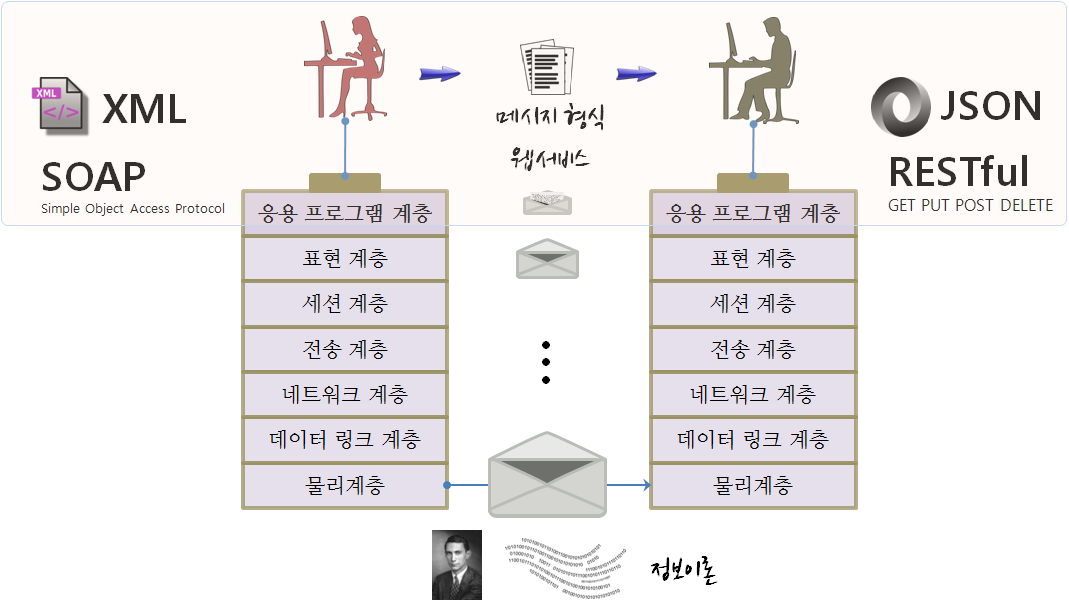 XML
</>
XML
SOAP
Simple Object Access Protocol
메시지 형식
웹서비스
JSON
RESTful
GET PUT POST DELETE
응용 프로그램 계층
표현 계층
세션 계층
전송 계층
네트워크 계층
데이터 링크 계층
물리계층
응용 프로그램 계층
표현 계층
세션 계층
전송 계층
네트워크 계층
데이터 링크 계층
물리계층
정보이론